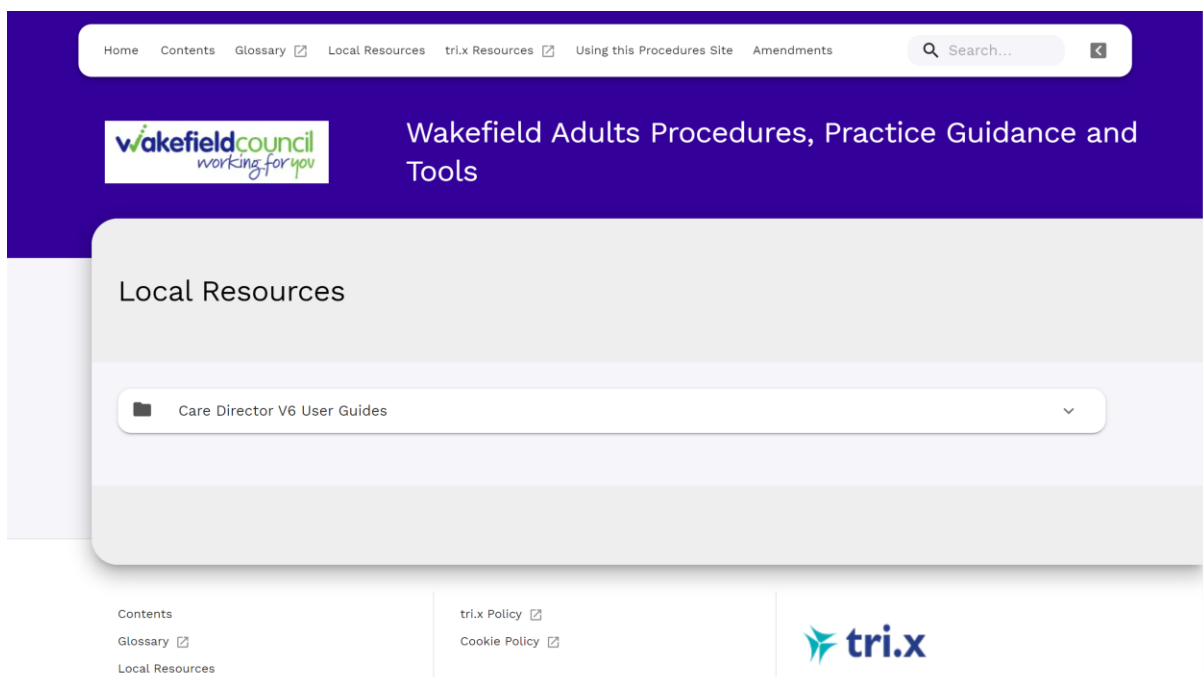 Home Contents Glossary Local Resources tri.x Resources Using this Procedures Site Amendments Search...
wakefieldcouncil
working for you
Wakefield Adults Procedures, Practice Guidance and
Tools
Local Resources
Care Director V6 User Guides
Contents
Glossary
Local Resources
tri.x Policy
Cookie Policy
tri.x